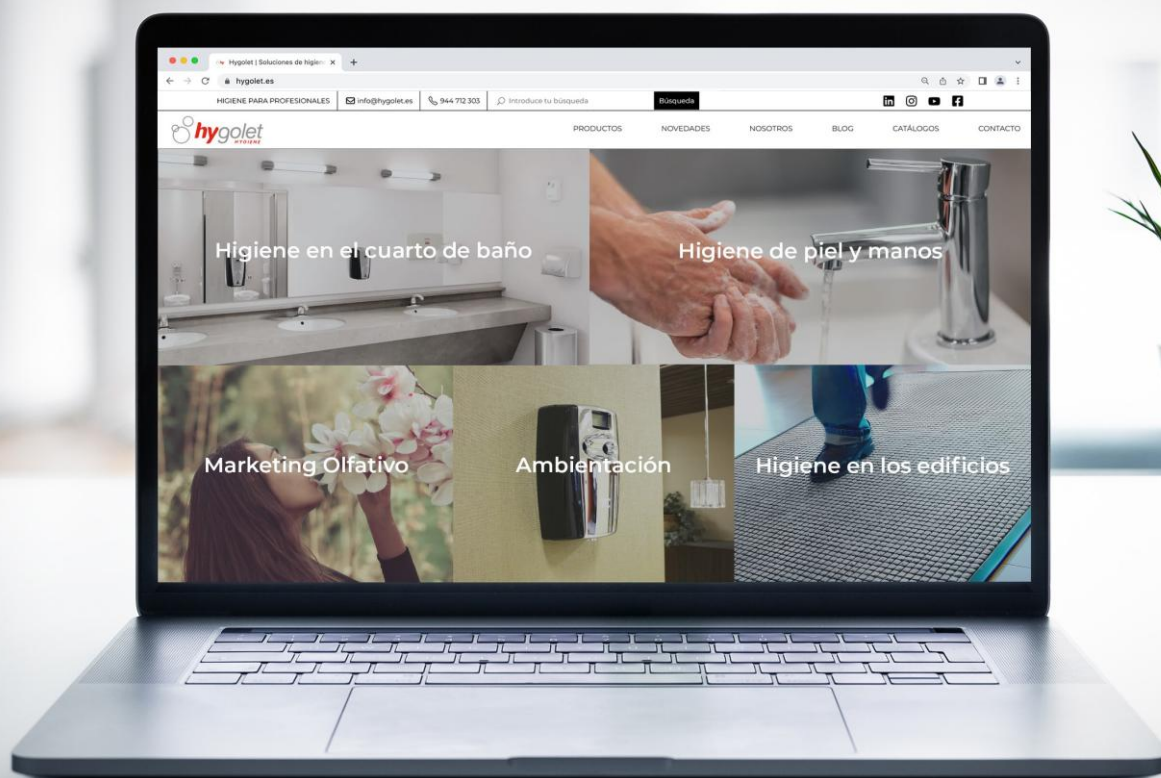 Hygolet | Soluciones de higien
hygolet.es
HIGIENE PARA PROFESIONALES info@hygolet.es 944 712 303 Introduce tu búsqueda Búsqueda
hygolet
HYGIENE
PRODUCTOS NOVEDADES NOSOTROS BLOG CATÁLOGOS CONTACTO
Higiene en el cuarto de baño
Higiene de piel y manos
Marketing Olfativo
Ambientación
Higiene en los edificios